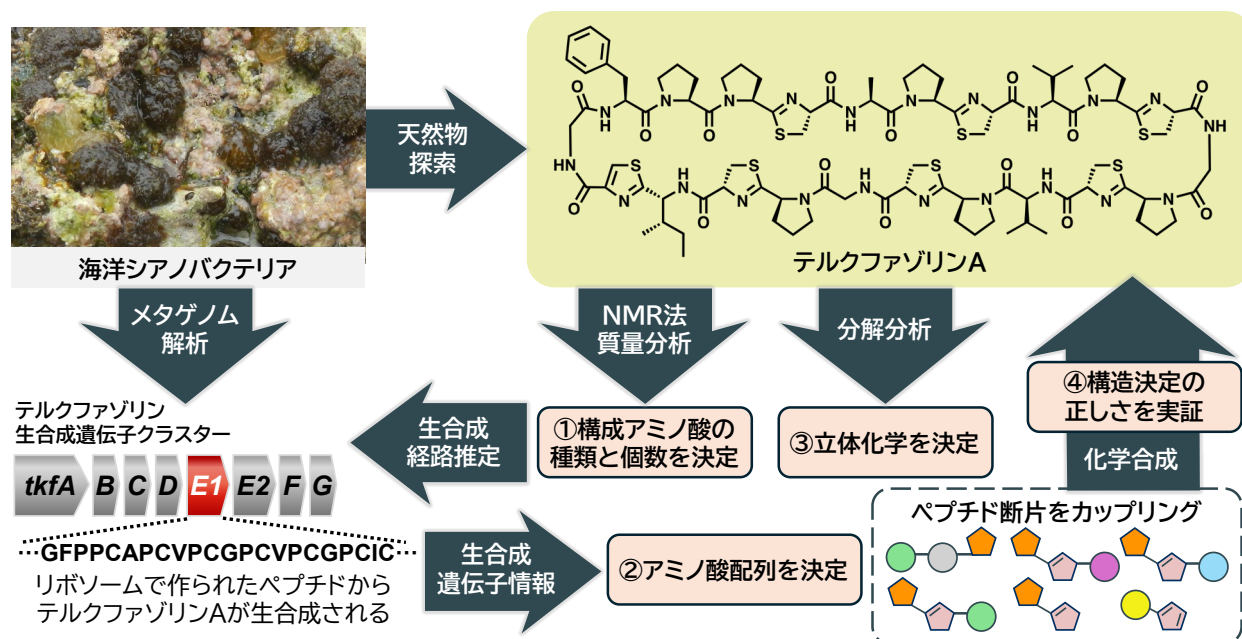 海洋シアノバクテリア
天然物
探索
テルクファゾリンA
メタゲノム
解析
NMR法
質量分析
分解分析
④構造決定の
正しさを実証
化学合成
テルクファゾリン
生合成遺伝子クラスター
生合成
経路推定
①構成アミノ酸の
種類と個数を決定
③立体化学を決定
tkfA B C D E1 E2 F G
ペプチド断片をカップリング
···GFPPCAPCVPCGPCVPCGPCIC···
リボソームで作られたペプチドから
テルクファゾリンAが生合成される
生合成
遺伝子情報
②アミノ酸配列を決定